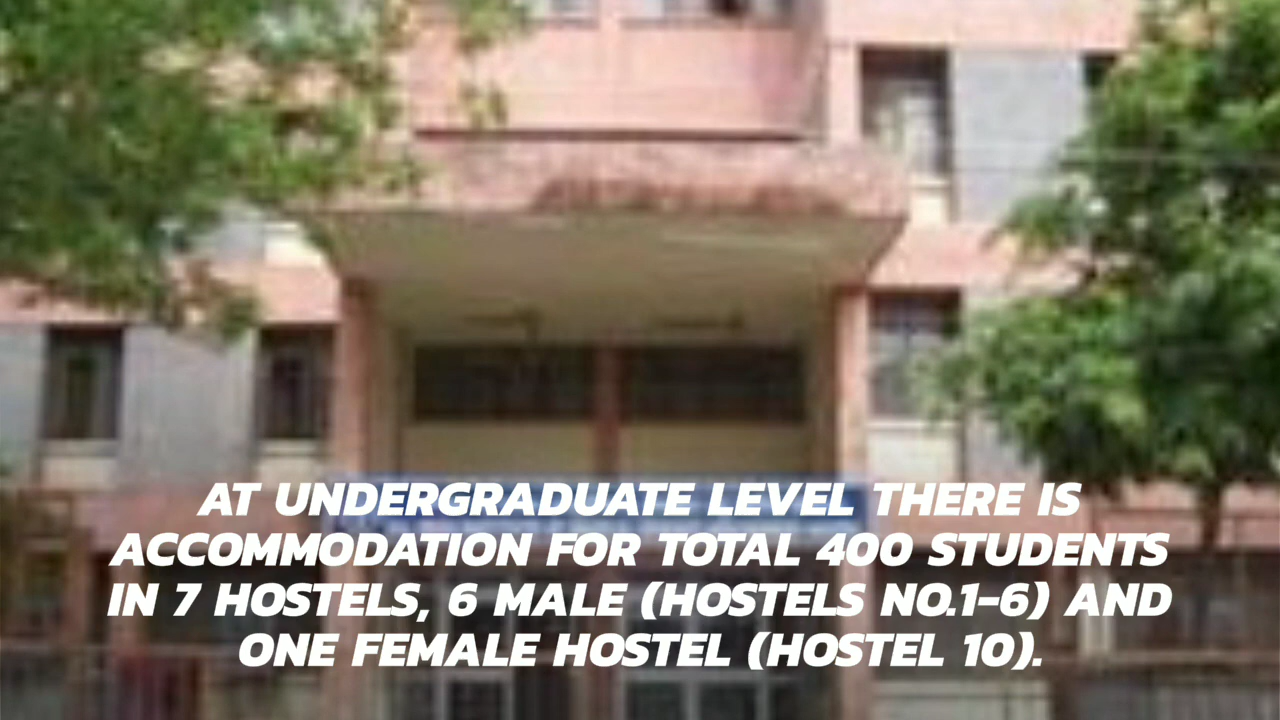 AT UNDERGRADUATE LEVEL THERE IS
ACCOMMODATION FOR TOTAL 400 STUDENTS
IN 7 HOSTELS, 6 MALE (HOSTELS NO.1-6) AND
ONE FEMALE HOSTEL (HOSTEL 10).